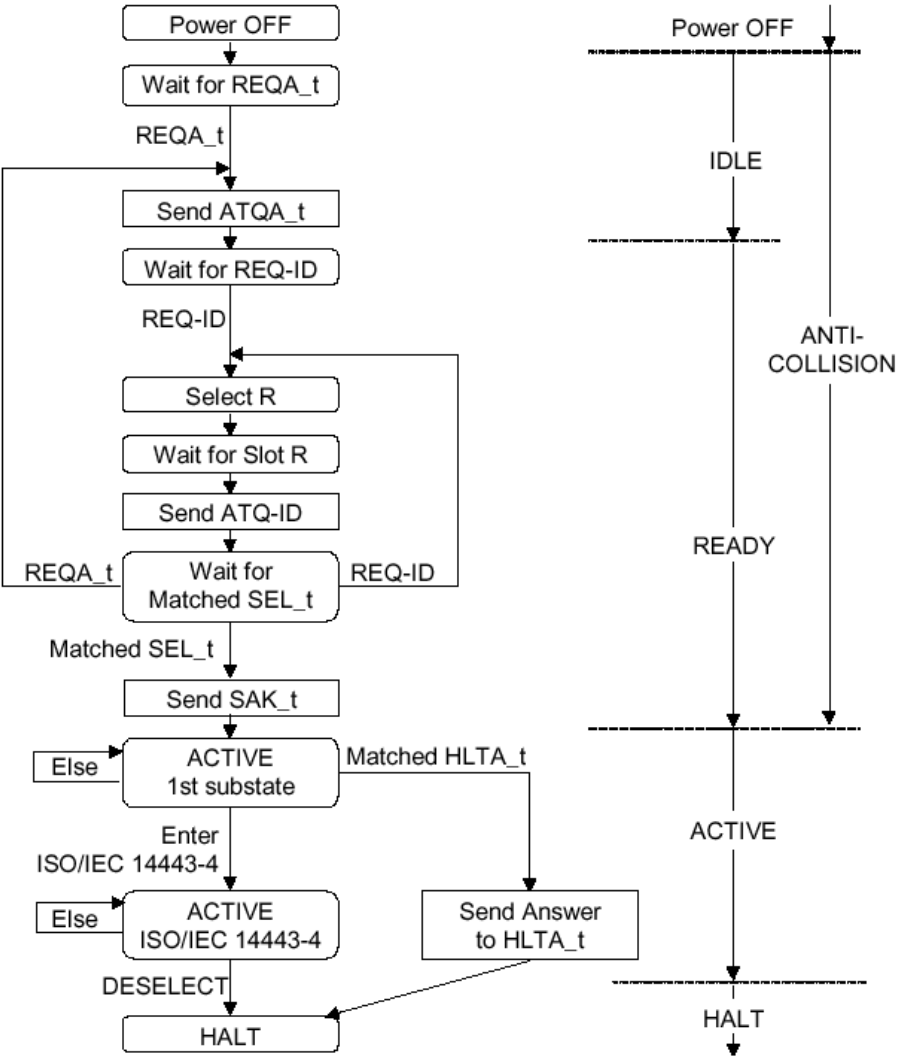 Power OFF
Wait for REQA_t
REQA_t
Send ATQA_t
Wait for REQ-ID
REQ-ID
Select R
Wait for Slot R
Send ATQ-ID
REQA_t
Wait for
Matched SEL_t
REQ-ID
Matched SEL_t
Send SAK_t
Else
ACTIVE
1st substate
Matched HLTA_t
Enter
ISO/IEC 14443-4
Else
ACTIVE
ISO/IEC 14443-4
Send Answer
to HLTA_t
DESELECT
HALT
Power OFF
IDLE
ANTI-
COLLISION
READY
ACTIVE
HALT